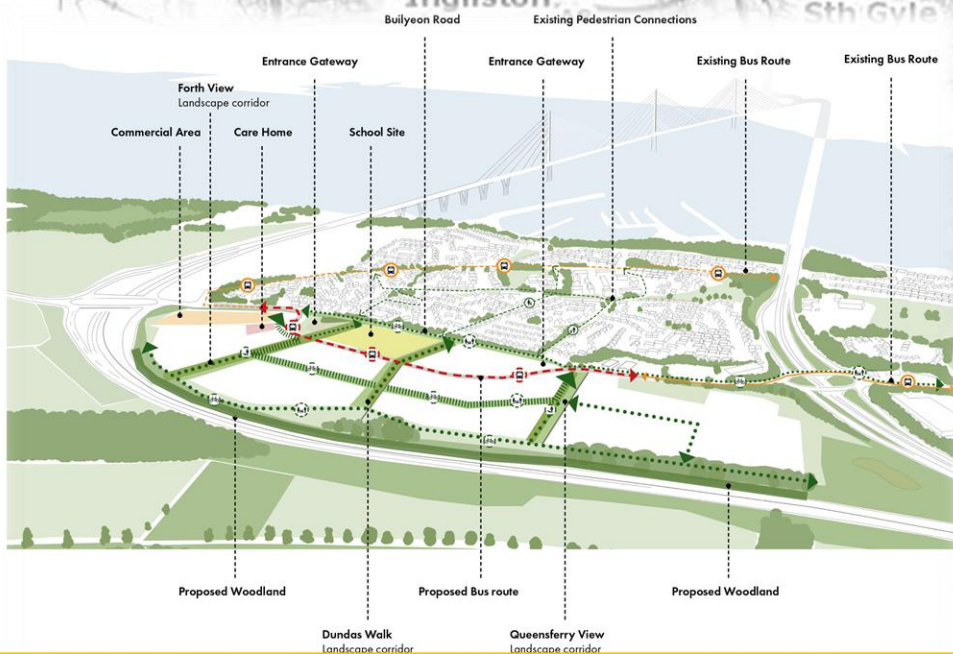 Ingliston
Sth Gyle
Builyeon Road
Existing Pedestrian Connections
Entrance Gateway
Entrance Gateway
Existing Bus Route
Existing Bus Route
Forth View
Landscape corridor
Commercial Area
Care Home
School Site
Proposed Woodland
Proposed Bus route
Proposed Woodland
Dundas Walk
Landscape corridor
Queensferry View
Landscape corridor